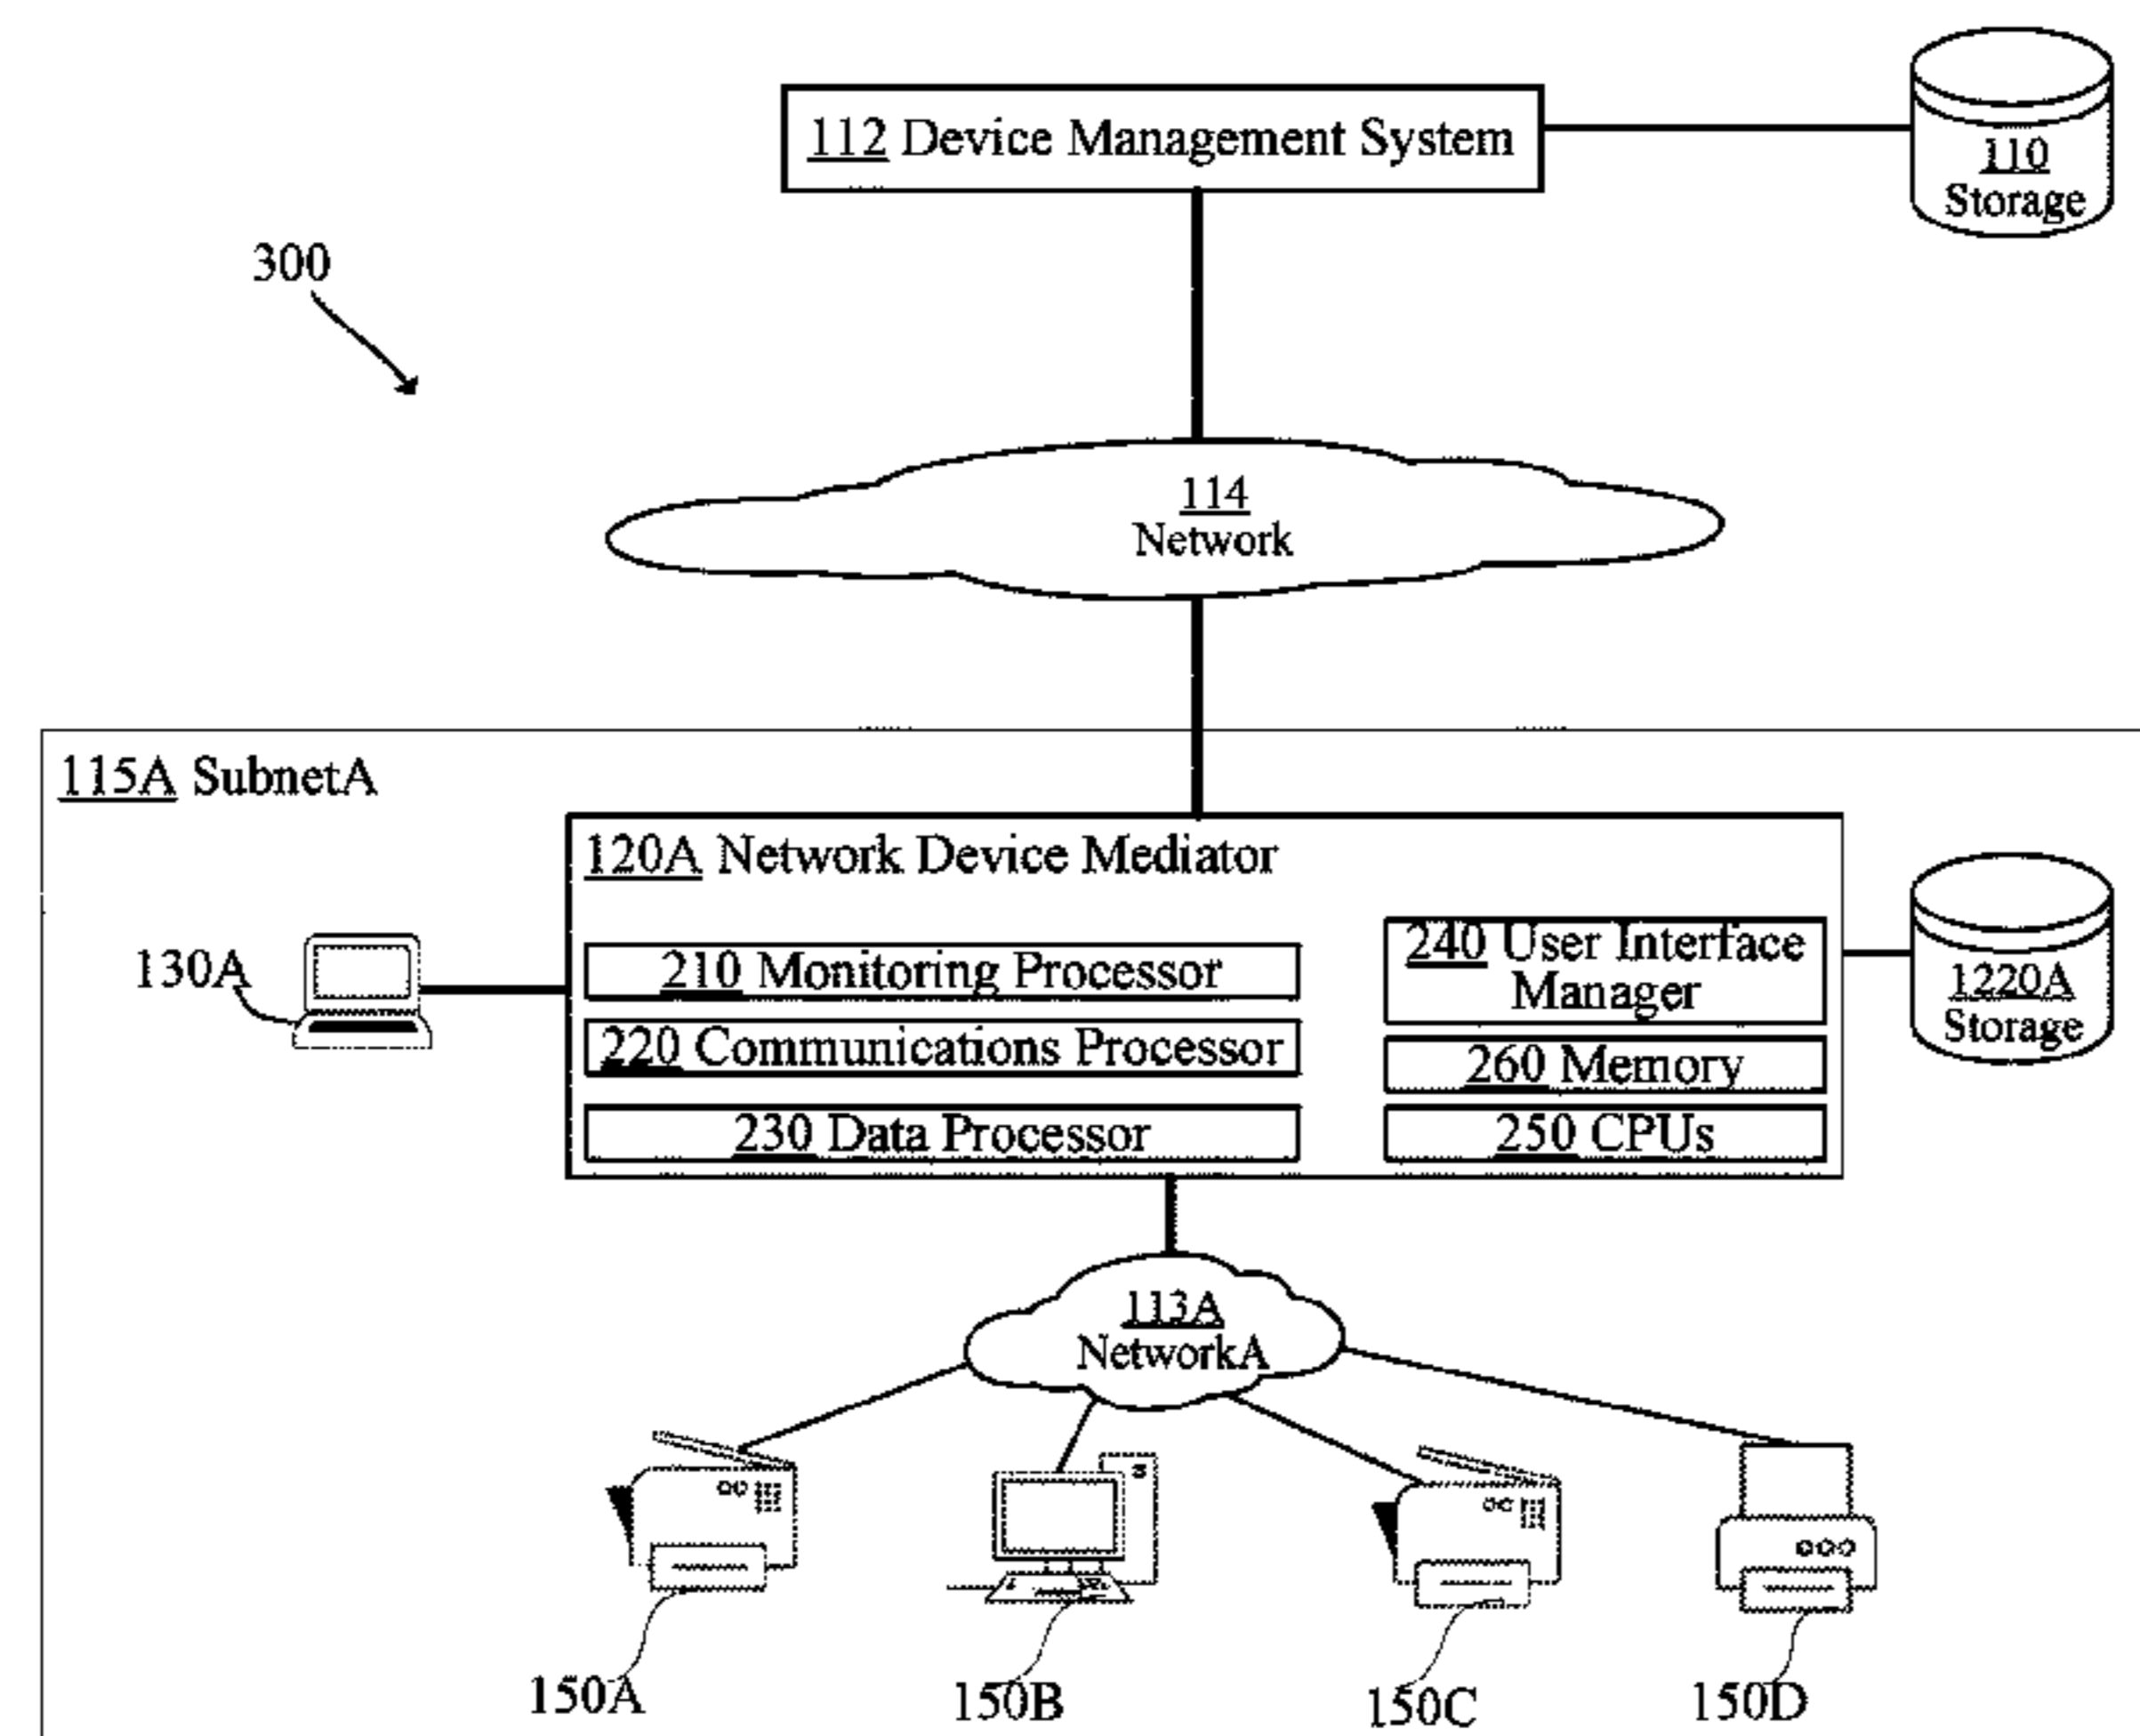 112 Device Management System
110
Storage
300
114
Network
115A SubnetA
120A Network Device Mediator
130A
210 Monitoring Processor
220 Communications Processor
230 Data Processor
240 User Interface
Manager
260 Memory
250 CPUs
1220A
Storage
113A
NetworkA
150A
150B
150C
150D